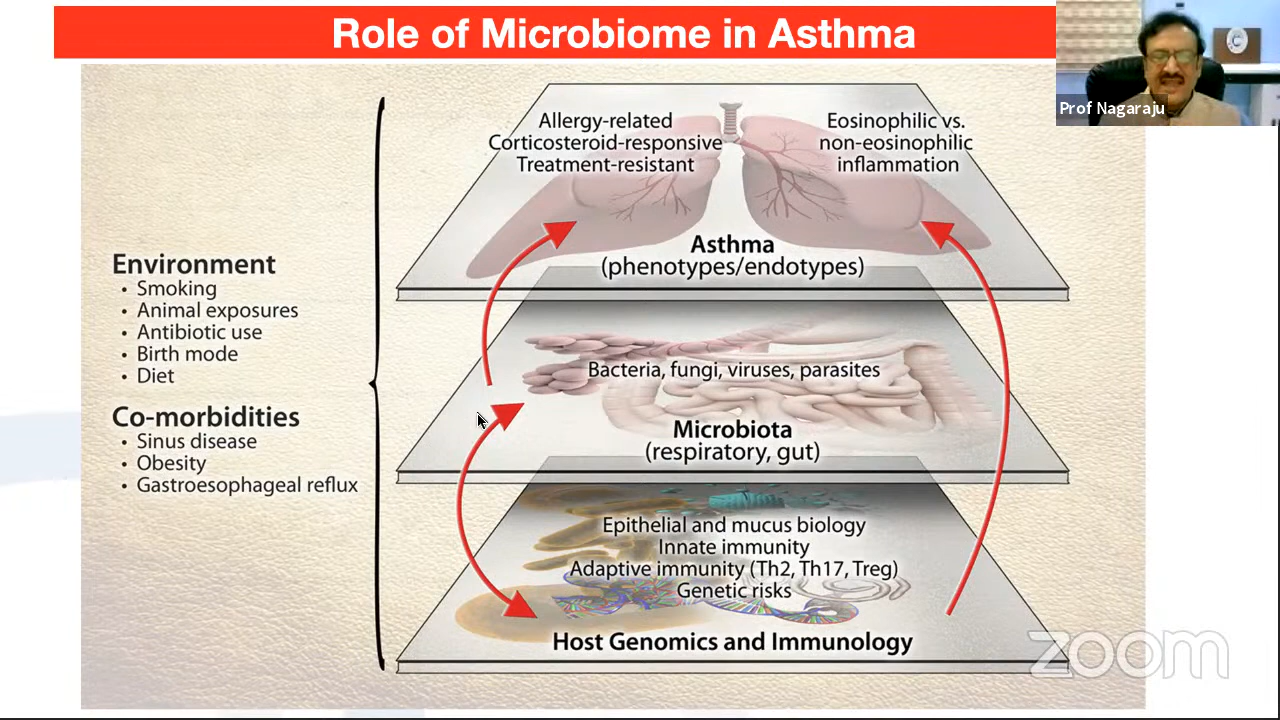 Role of Microbiome in Asthma
Prof Nagaraju
Allergy-related
Corticosteroid-responsive
Treatment-resistant
Eosinophilic vs.
non-eosinophilic
inflammation
Asthma
(phenotypes/endotypes)
Environment
• Smoking
• Animal exposures
• Antibiotic use
• Birth mode
• Diet
Co-morbidities
• Sinus disease
• Obesity
• Gastroesophageal reflux
Bacteria, fungi, viruses, parasites
Microbiota
(respiratory, gut)
Epithelial and mucus biology
Innate immunity
Adaptive immunity (Th2, Th17, Treg)
Genetic risks
Host Genomics and Immunology
zoom